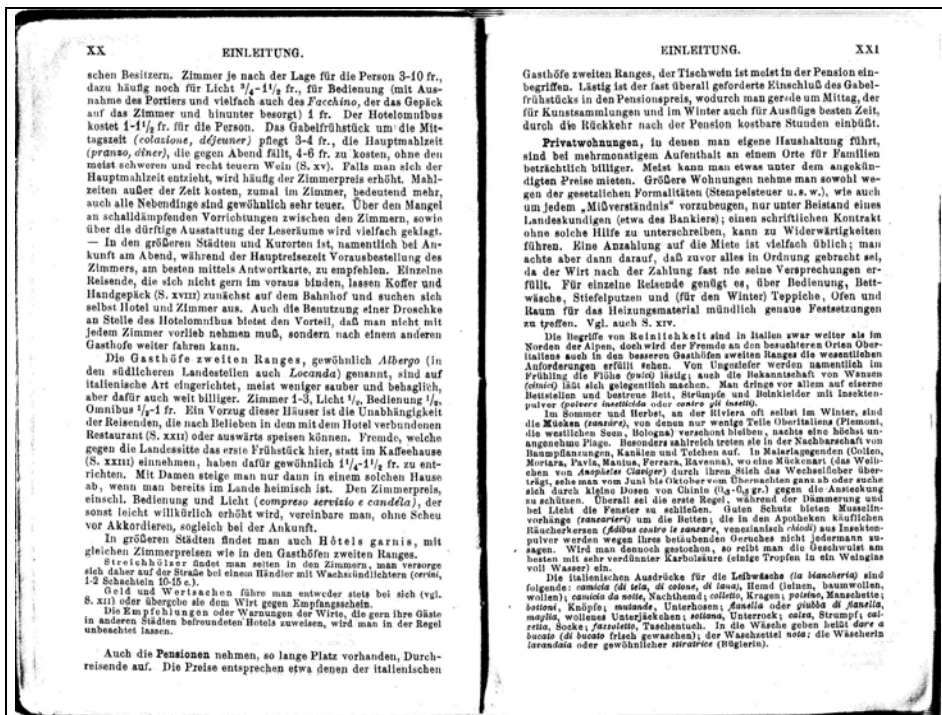 XX
EINLEITUNG.
schen Besitzern. Zimmer je nach der Lage für die Person 3-10 fr.,
dazu häufig noch für Licht 3/4-1 1/2 fr., für Bedienung (mit Aus-
nahme des Portiers und vielfach auch des Facchino, der das Gepäck
auf das Zimmer und hinunter besorgt) 1 fr. Der Hotelomnibus
kostet 1-1 1/2 fr. für die Person. Das Gabelfrühstück um die Mit-
tagszeit (colazione, déjeuner) pflegt 3-4 fr., die Hauptmahlzeit
(pranzo, dîner), die gegen Abend fällt, 4-6 fr. zu kosten, ohne den
meist schweren und recht teuern Wein (S. XV). Falls man sich der
Hauptmahlzeit entzieht, wird häufig der Zimmerpreis erhöht. Mahl-
zeiten außer der Zeit kosten, zumal im Zimmer, bedeutend mehr,
auch alle Nebendinge sind gewöhnlich sehr teuer. Über den Mangel
an schalldämpfenden Vorrichtungen zwischen den Zimmern, sowie
über die dürftige Ausstattung der Leseräume wird vielfach geklagt.
— In den größeren Städten und Kurorten ist, namentlich bei An-
kunft am Abend, während der Hauptreisezeit Vorausbestellung des
Zimmers, am besten mittels Antwortkarte, zu empfehlen. Einzelne
Reisende, die sich nicht gern im voraus binden, lassen Koffer und
Handgepäck (S. XVIII) zunächst auf dem Bahnhof und suchen sich
selbst Hotel und Zimmer aus. Auch die Benutzung einer Droschke
an Stelle des Hotelomnibus bietet den Vorteil, daß man nicht mit
jedem Zimmer vorlieb nehmen muß, sondern nach einem anderen
Gasthofe weiter fahren kann.
Die Gasthöfe zweiten Ranges, gewöhnlich Albergo (in
den südlicheren Landesteilen auch Locanda) genannt, sind auf
italienische Art eingerichtet, meist weniger sauber und behaglich,
aber dafür auch weit billiger. Zimmer 1-3, Licht 1/2, Bedienung 1/2,
Omnibus 1/2-1 fr. Ein Vorzug dieser Häuser ist die Unabhängigkeit
der Reisenden, die nach Belieben in dem mit dem Hotel verbundenen
Restaurant (S. XXII) oder auswärts speisen können. Fremde, welche
gegen die Landessitte das erste Frühstück hier, statt im Kaffeehause
(S. XXIII) einnehmen, haben dafür gewöhnlich 1 1/4-1 1/2 fr. zu ent-
richten. Mit Damen steige man nur dann in einem solchen Hause
ab, wenn man bereits im Lande heimisch ist. Den Zimmerpreis,
einschl. Bedienung und Licht (compreso servizio e candéla), der
sonst leicht willkürlich erhöht wird, vereinbare man, ohne Scheu
vor Akkordieren, sogleich bei der Ankunft.
In größeren Städten findet man auch Hôtels garnis, mit
gleichen Zimmerpreisen wie in den Gasthöfen zweiten Ranges.
Streichhölzer findet man selten in den Zimmern, man versorge
sich daher auf der Straße bei einem Händler mit Wachszündlichtern (cerini,
1-2 Schachteln 10-15 c.).
Geld und Wertsachen führe man entweder stets bei sich (vgl.
S. XII) oder übergebe sie dem Wirt gegen Empfangsschein.
Die Empfehlungen oder Warnungen der Wirte, die gern ihre Gäste
in anderen Städten befreundeten Hotels zuweisen, wird man in der Regel
unbeachtet lassen.
Auch die Pensionen nehmen, so lange Platz vorhanden, Durch-
reisende auf. Die Preise entsprechen etwa denen der italienischen
EINLEITUNG.
XXI
Gasthöfe zweiten Ranges, der Tischwein ist meist in der Pension ein-
begriffen. Lästig ist der fast überall geforderte Einschluß des Gabel-
frühstücks in den Pensionspreis, wodurch man gerade um Mittag, der
für Kunstsammlungen und im Winter auch für Ausflüge besten Zeit,
durch die Rückkehr nach der Pension kostbare Stunden einbüßt.
Privatwohnungen, in denen man eigene Haushaltung führt,
sind bei mehrmonatigem Aufenthalt an einem Orte für Familien
beträchtlich billiger. Meist kann man etwas unter dem angekün-
digten Preise mieten. Größere Wohnungen nehme man sowohl we-
gen der gesetzlichen Formalitäten (Stempelsteuer u. s. w.), wie auch
um jedem „Mißverständnis“ vorzubeugen, nur unter Beistand eines
Landeskundigen (etwa des Bankiers); einen schriftlichen Kontrakt
ohne solche Hilfe zu unterschreiben, kann zu Widerwärtigkeiten
führen. Eine Anzahlung auf die Miete ist vielfach üblich; man
achte aber dann darauf, daß zuvor alles in Ordnung gebracht sei,
da der Wirt nach der Zahlung fast nie seine Versprechungen er-
füllt. Für einzelne Reisende genügt es, über Bedienung, Bett-
wäsche, Stiefelputzen und (für den Winter) Teppiche, Ofen und
Raum für das Heizungsmaterial mündlich genaue Festsetzungen
zu treffen. Vgl. auch S. XIV.
Die Begriffe von Reinlichkeit sind in Italien zwar weiter als im
Norden der Alpen, doch wird der Fremde an den besuchteren Orten Ober-
italiens auch in den besseren Gasthöfen zweiten Ranges die wesentlichen
Anforderungen erfüllt sehen. Von Ungeziefer werden namentlich im
Frühling die Flöhe (pulci) lästig; auch die Bekanntschaft von Wanzen
(cimici) läßt sich gelegentlich machen. Man dringe vor allem auf eiserne
Bettstellen und bestreue Bett, Strümpfe und Beinkleider mit Insekten-
pulver (polvere insetticida oder contro gli insetti).
Im Sommer und Herbst, an der Riviera oft selbst im Winter, sind
die Mücken (zanzáre), von denen nur wenige Teile Oberitaliens (Piemont,
die westlichen Seen, Bologna) verschont bleiben, nachts eine höchst un-
angenehme Plage. Besonders zahlreich treten sie in der Nachbarschaft von
Baumpflanzungen, Kanälen und Teichen auf. In Malariagegenden (Colico,
Mortara, Pavia, Mantua, Ferrara, Ravenna), wo eine Mückenart (das Weib-
chen von Anopheles Claviger) durch ihren Stich das Wechselfieber über-
trägt, sehe man vom Juni bis Oktober vom Übernachten ganz ab oder suche
sich durch kleine Dosen von Chinin (0,3-0,5 gr.) gegen die Ansteckung
zu schützen. Überall sei die erste Regel, während der Dämmerung und
bei Licht die Fenster zu schließen. Guten Schutz bieten Musselin-
vorhänge (zanzarieri) um die Betten; die in den Apotheken käuflichen
Räucherkerzen (fidibus contro le zanzare, venezianisch chiodi) aus Insekten-
pulver werden wegen ihres betäubenden Geruches nicht jedermann zu-
sagen. Wird man dennoch gestochen, so reibt man die Geschwulst am
besten mit sehr verdünnter Karbolsäure (einige Tropfen in ein Weinglas
voll Wasser) ein.
Die italienischen Ausdrücke für die Leibwäsche (la biancheria) sind
folgende: camicia (di tela, di cotone, di lana), Hemd (leinen, baumwollen,
wollen); camicia da notte, Nachthemd; colletto, Kragen; polsino, Manschette;
bottoni, Knöpfe; mutande, Unterhosen; flanella oder giubba di flanella,
maglia, wollenes Unterjäckchen; sottana, Unterrock; calza, Strumpf; cal-
zetta, Socke; fazzoletto, Taschentuch. In die Wäsche geben heißt dare a
bucato (di bucato frisch gewaschen); der Waschzettel nota; die Wäscherin
lavandaia oder gewöhnlicher stiratrice (Büglerin).